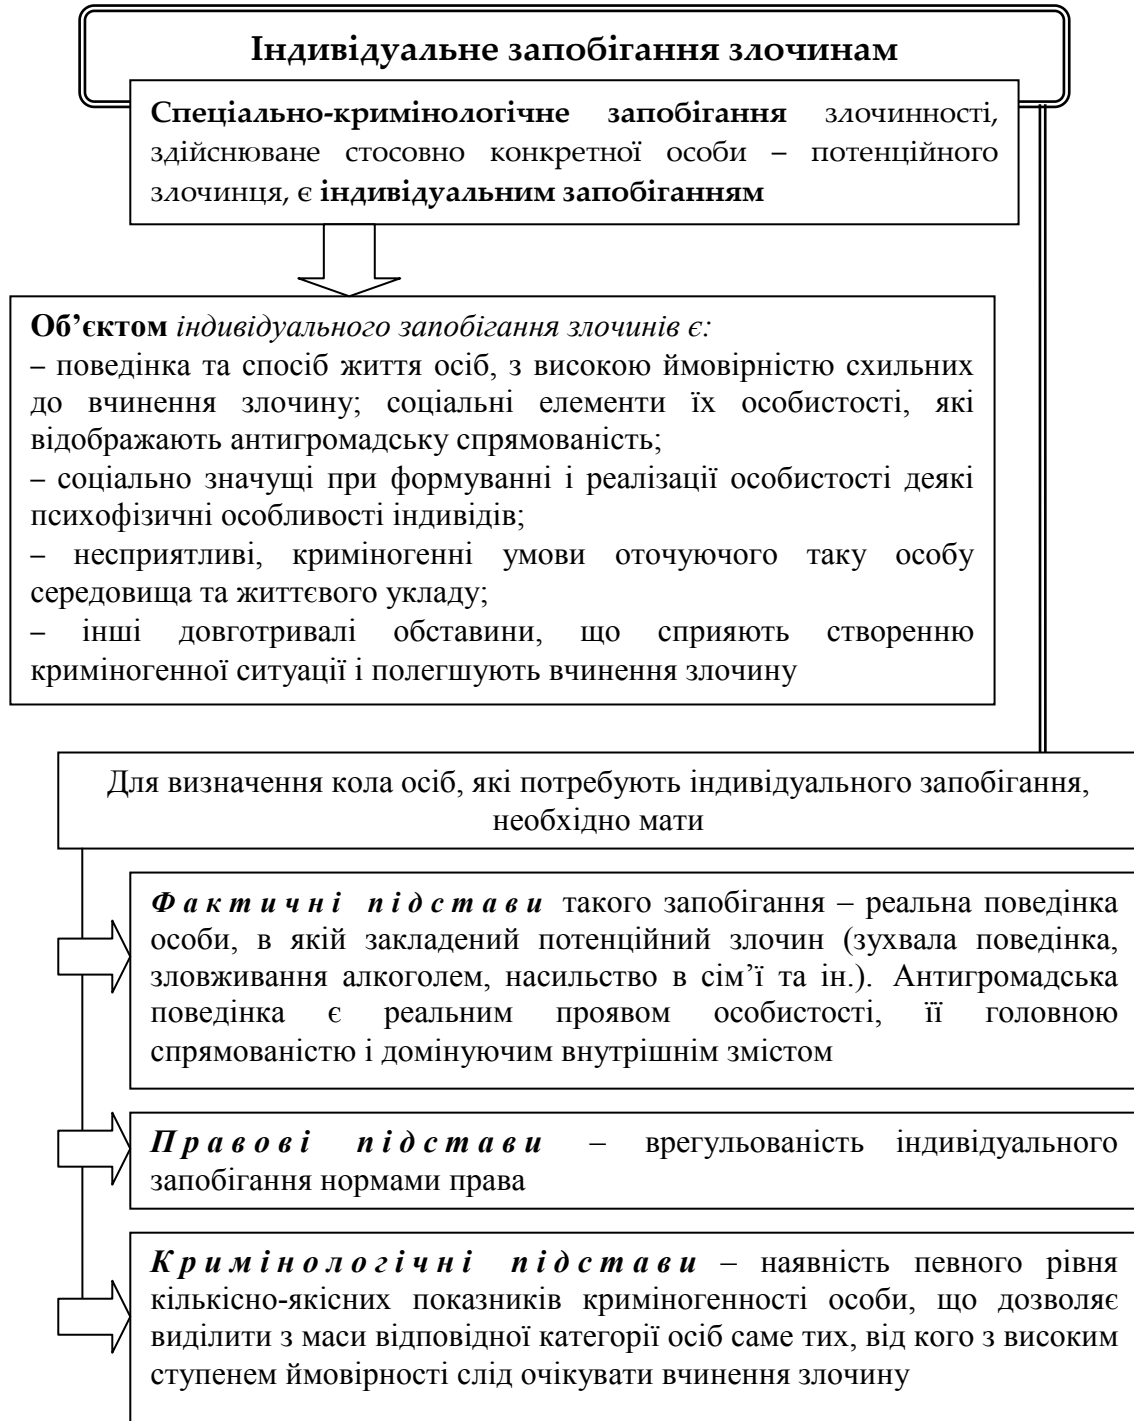 Індивідуальне запобігання злочинам
Спеціально-кримінологічне запобігання злочинності,
здійснюване стосовно конкретної особи – потенційного
злочинця, є індивідуальним запобіганням
Об’єктом індивідуального запобігання злочинів є:
– поведінка та спосіб життя осіб, з високою ймовірністю схильних
до вчинення злочину; соціальні елементи їх особистості, які
відображають антигромадську спрямованість;
– соціально значущі при формуванні і реалізації особистості деякі
психофізичні особливості індивідів;
– несприятливі, криміногенні умови оточуючого таку особу
середовища та життєвого укладу;
– інші довготривалі обставини, що сприяють створенню
криміногенної ситуації і полегшують вчинення злочину
Для визначення кола осіб, які потребують індивідуального запобігання,
необхідно мати
Фактичні підстави такого запобігання – реальна поведінка
особи, в якій закладений потенційний злочин (зухвала поведінка,
зловживання алкоголем, насильство в сім’ї та ін.). Антигромадська
поведінка є реальним проявом особистості, її головною
спрямованістю і домінуючим внутрішнім змістом
Правові підстави – врегульованість індивідуального
запобігання нормами права
Кримінологічні підстави – наявність певного рівня
кількісно-якісних показників криміногенності особи, що дозволяє
виділити з маси відповідної категорії осіб саме тих, від кого з високим
ступенем ймовірності слід очікувати вчинення злочину